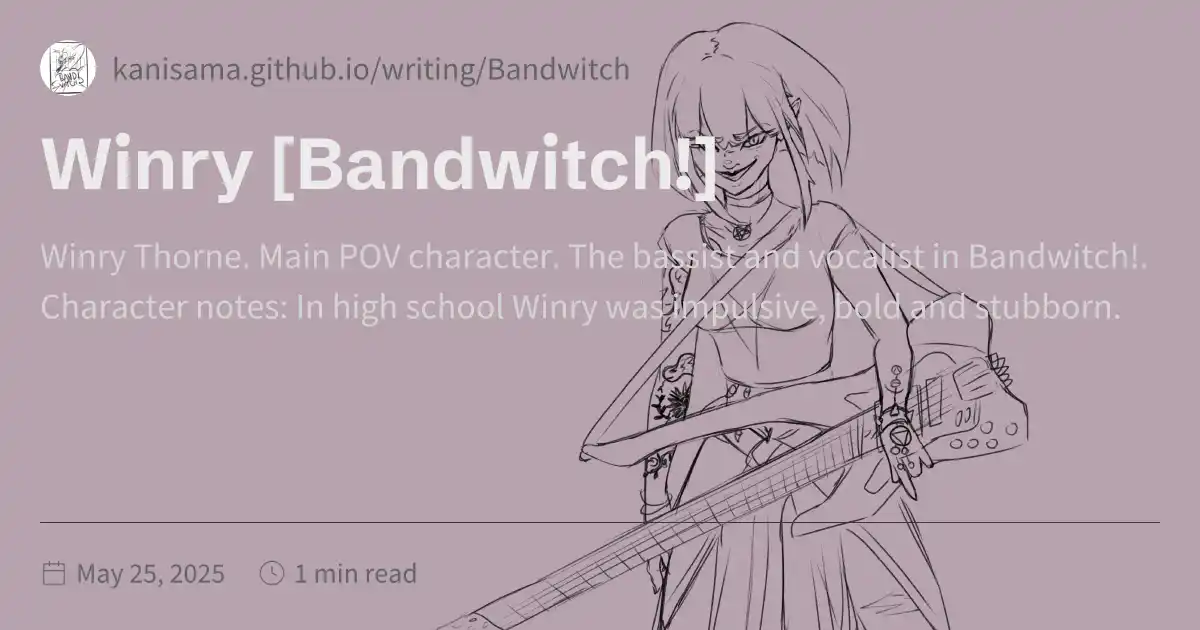 kanisama.github.io/writing/Bandwitch
Winry [Bandwitch!]
Winry Thorne. Main POV character. The bassist and vocalist in Bandwitch!.
Character notes: In high school Winry was impulsive, bold and stubborn.
May 25, 2025
1 min read